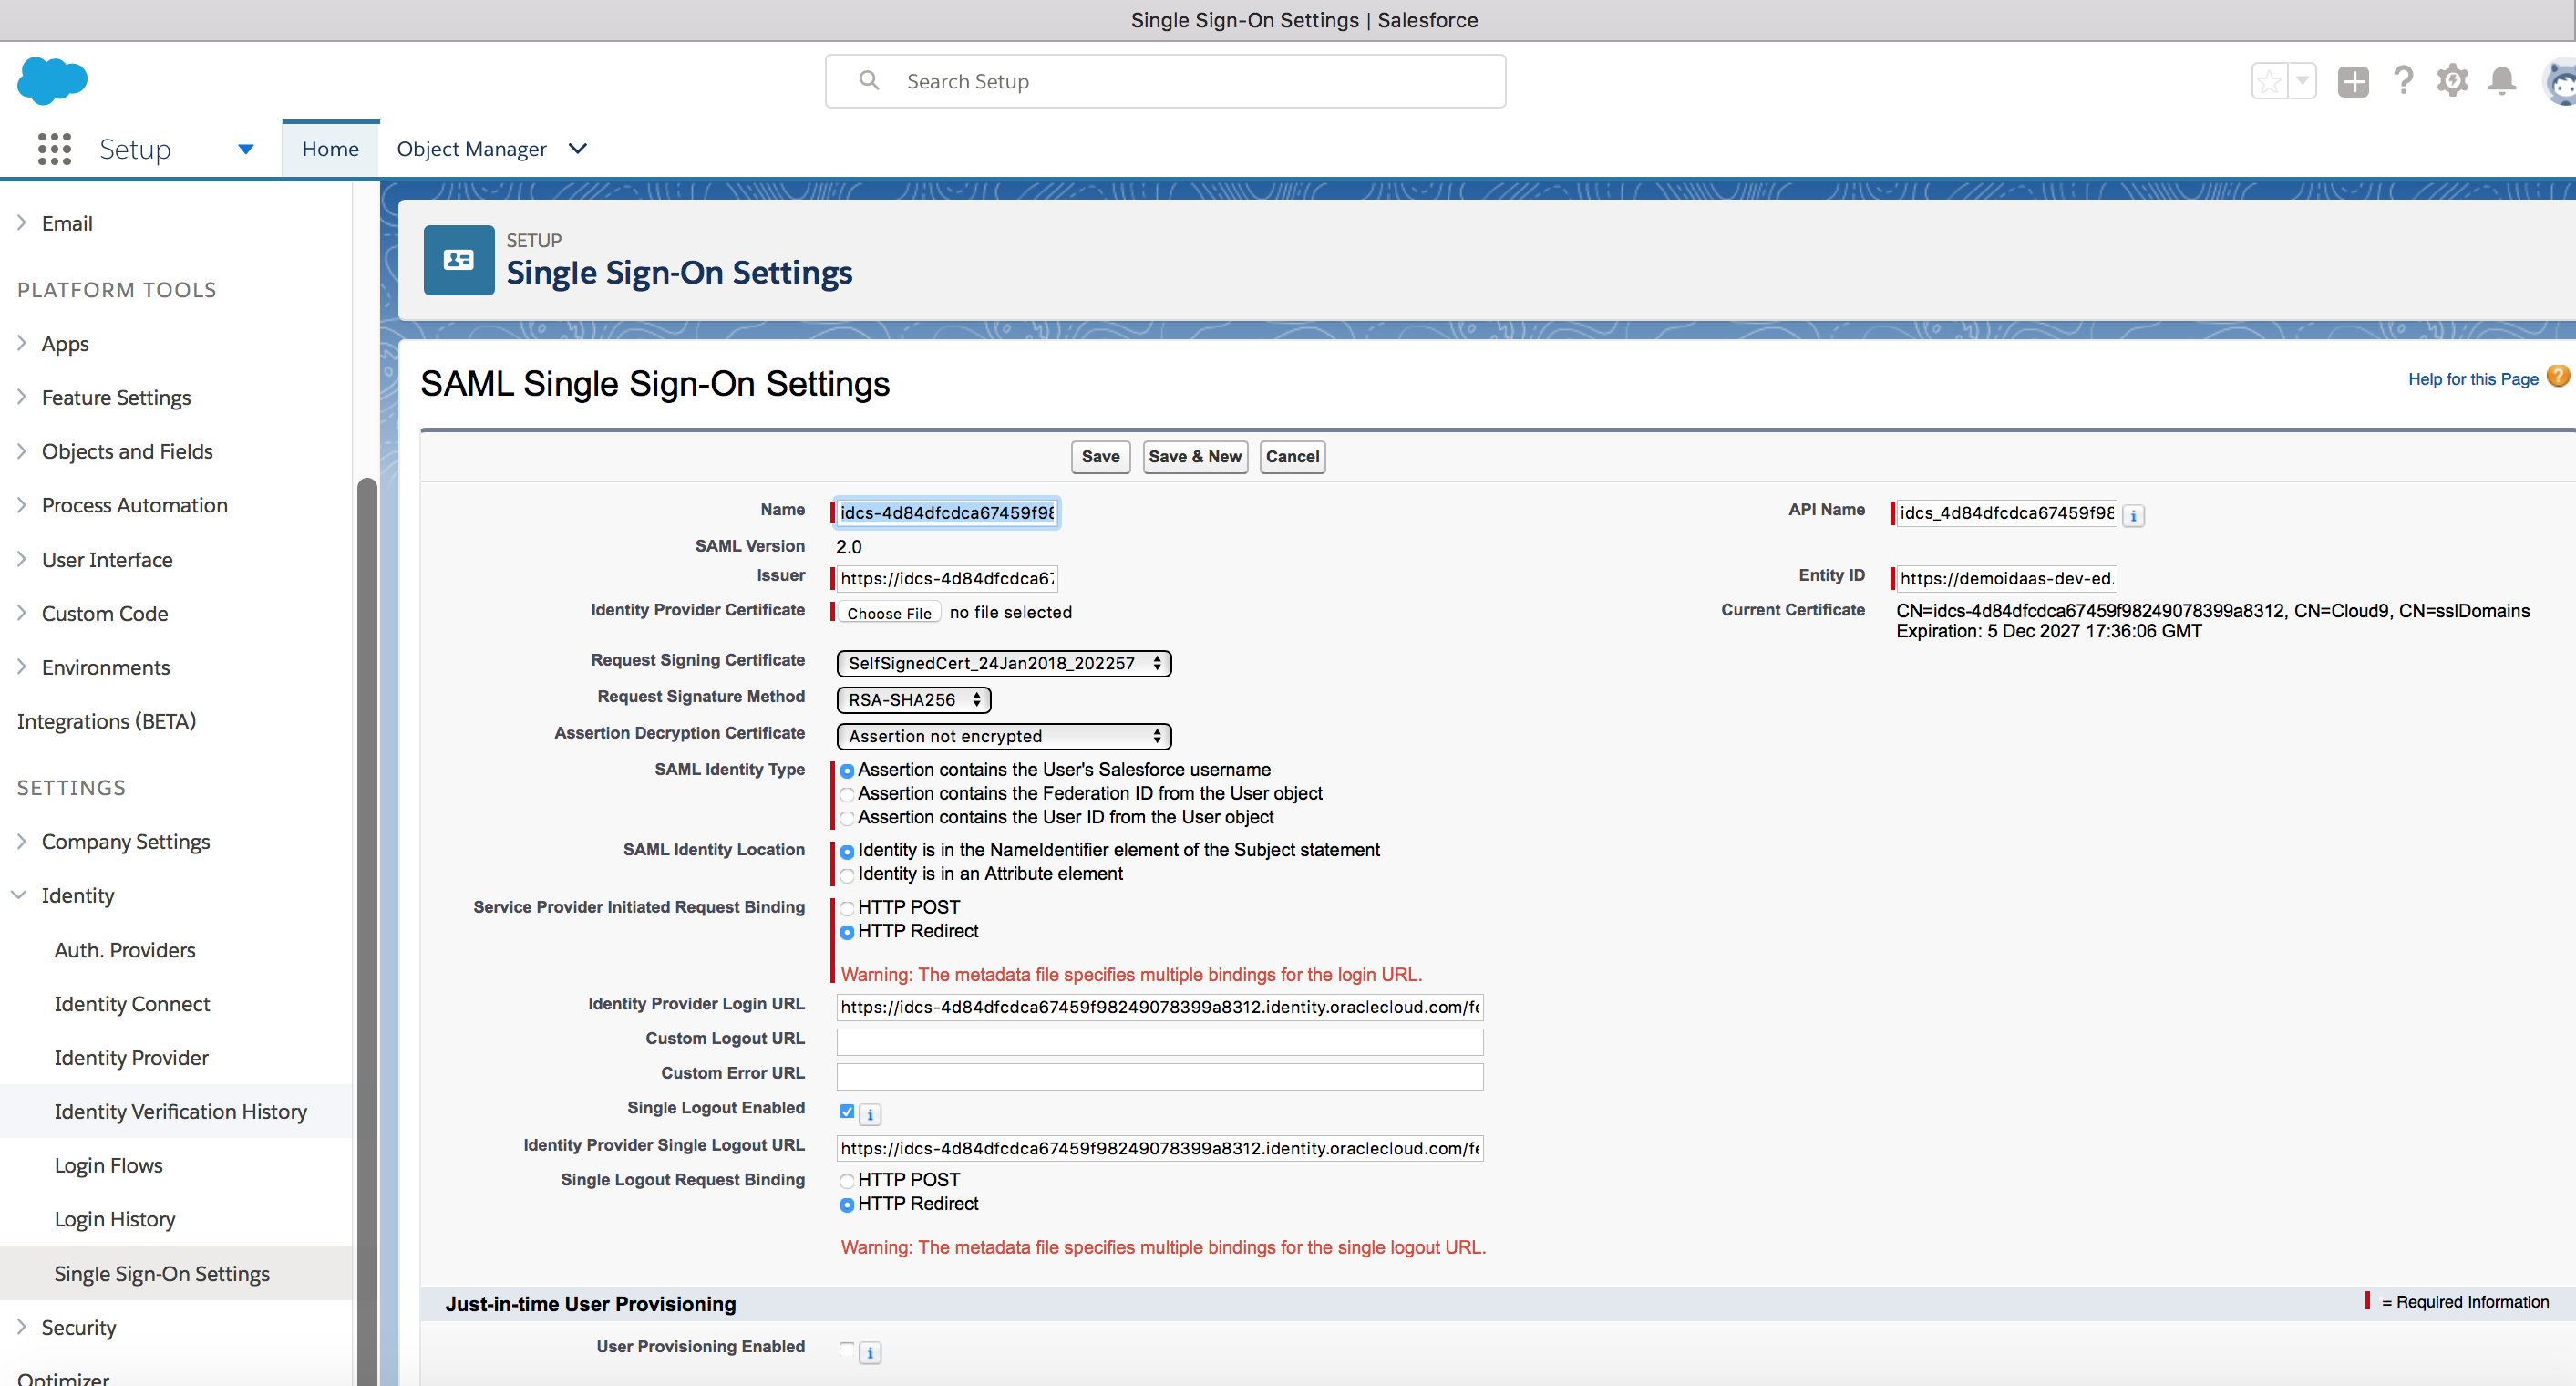 Single Sign-On Settings | Salesforce
Search Setup
Setup
Home
Object Manager
Email
PLATFORM TOOLS
Apps
Feature Settings
Objects and Fields
Process Automation
User Interface
Custom Code
Environments
Integrations (BETA)
SETTINGS
Company Settings
Identity
Auth. Providers
Identity Connect
Identity Provider
Identity Verification History
Login Flows
Login History
Single Sign-On Settings
Security
Optimizer
SETUP
Single Sign-On Settings
SAML Single Sign-On Settings
Help for this Page
Save Save & New Cancel
Name idcs-4d84dfcdca67459f98 API Name idcs_4d84dfcdca67459f98
SAML Version 2.0
Issuer https://idcs-4d84dfcdca67 Entity ID https://demoidaas-dev-ed.
Identity Provider Certificate Choose File no file selected Current Certificate CN=idcs-4d84dfcdca67459f98249078399a8312, CN=Cloud9, CN=sslDomains
Expiration: 5 Dec 2027 17:36:06 GMT
Request Signing Certificate SelfSignedCert_24Jan2018_202257
Request Signature Method RSA-SHA256
Assertion Decryption Certificate Assertion not encrypted
SAML Identity Type Assertion contains the User's Salesforce username
Assertion contains the Federation ID from the User object
Assertion contains the User ID from the User object
SAML Identity Location Identity is in the NameIdentifier element of the Subject statement
Identity is in an Attribute element
Service Provider Initiated Request Binding HTTP POST
HTTP Redirect
Warning: The metadata file specifies multiple bindings for the login URL.
Identity Provider Login URL https://idcs-4d84dfcdca67459f98249078399a8312.identity.oraclecloud.com/fe
Custom Logout URL
Custom Error URL
Single Logout Enabled
Identity Provider Single Logout URL https://idcs-4d84dfcdca67459f98249078399a8312.identity.oraclecloud.com/fe
Single Logout Request Binding HTTP POST
HTTP Redirect
Warning: The metadata file specifies multiple bindings for the single logout URL.
Just-in-time User Provisioning = Required Information
User Provisioning Enabled